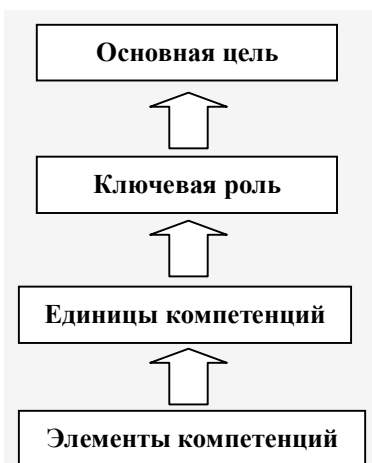 Основная цель
Ключевая роль
Единицы компетенций
Элементы компетенций